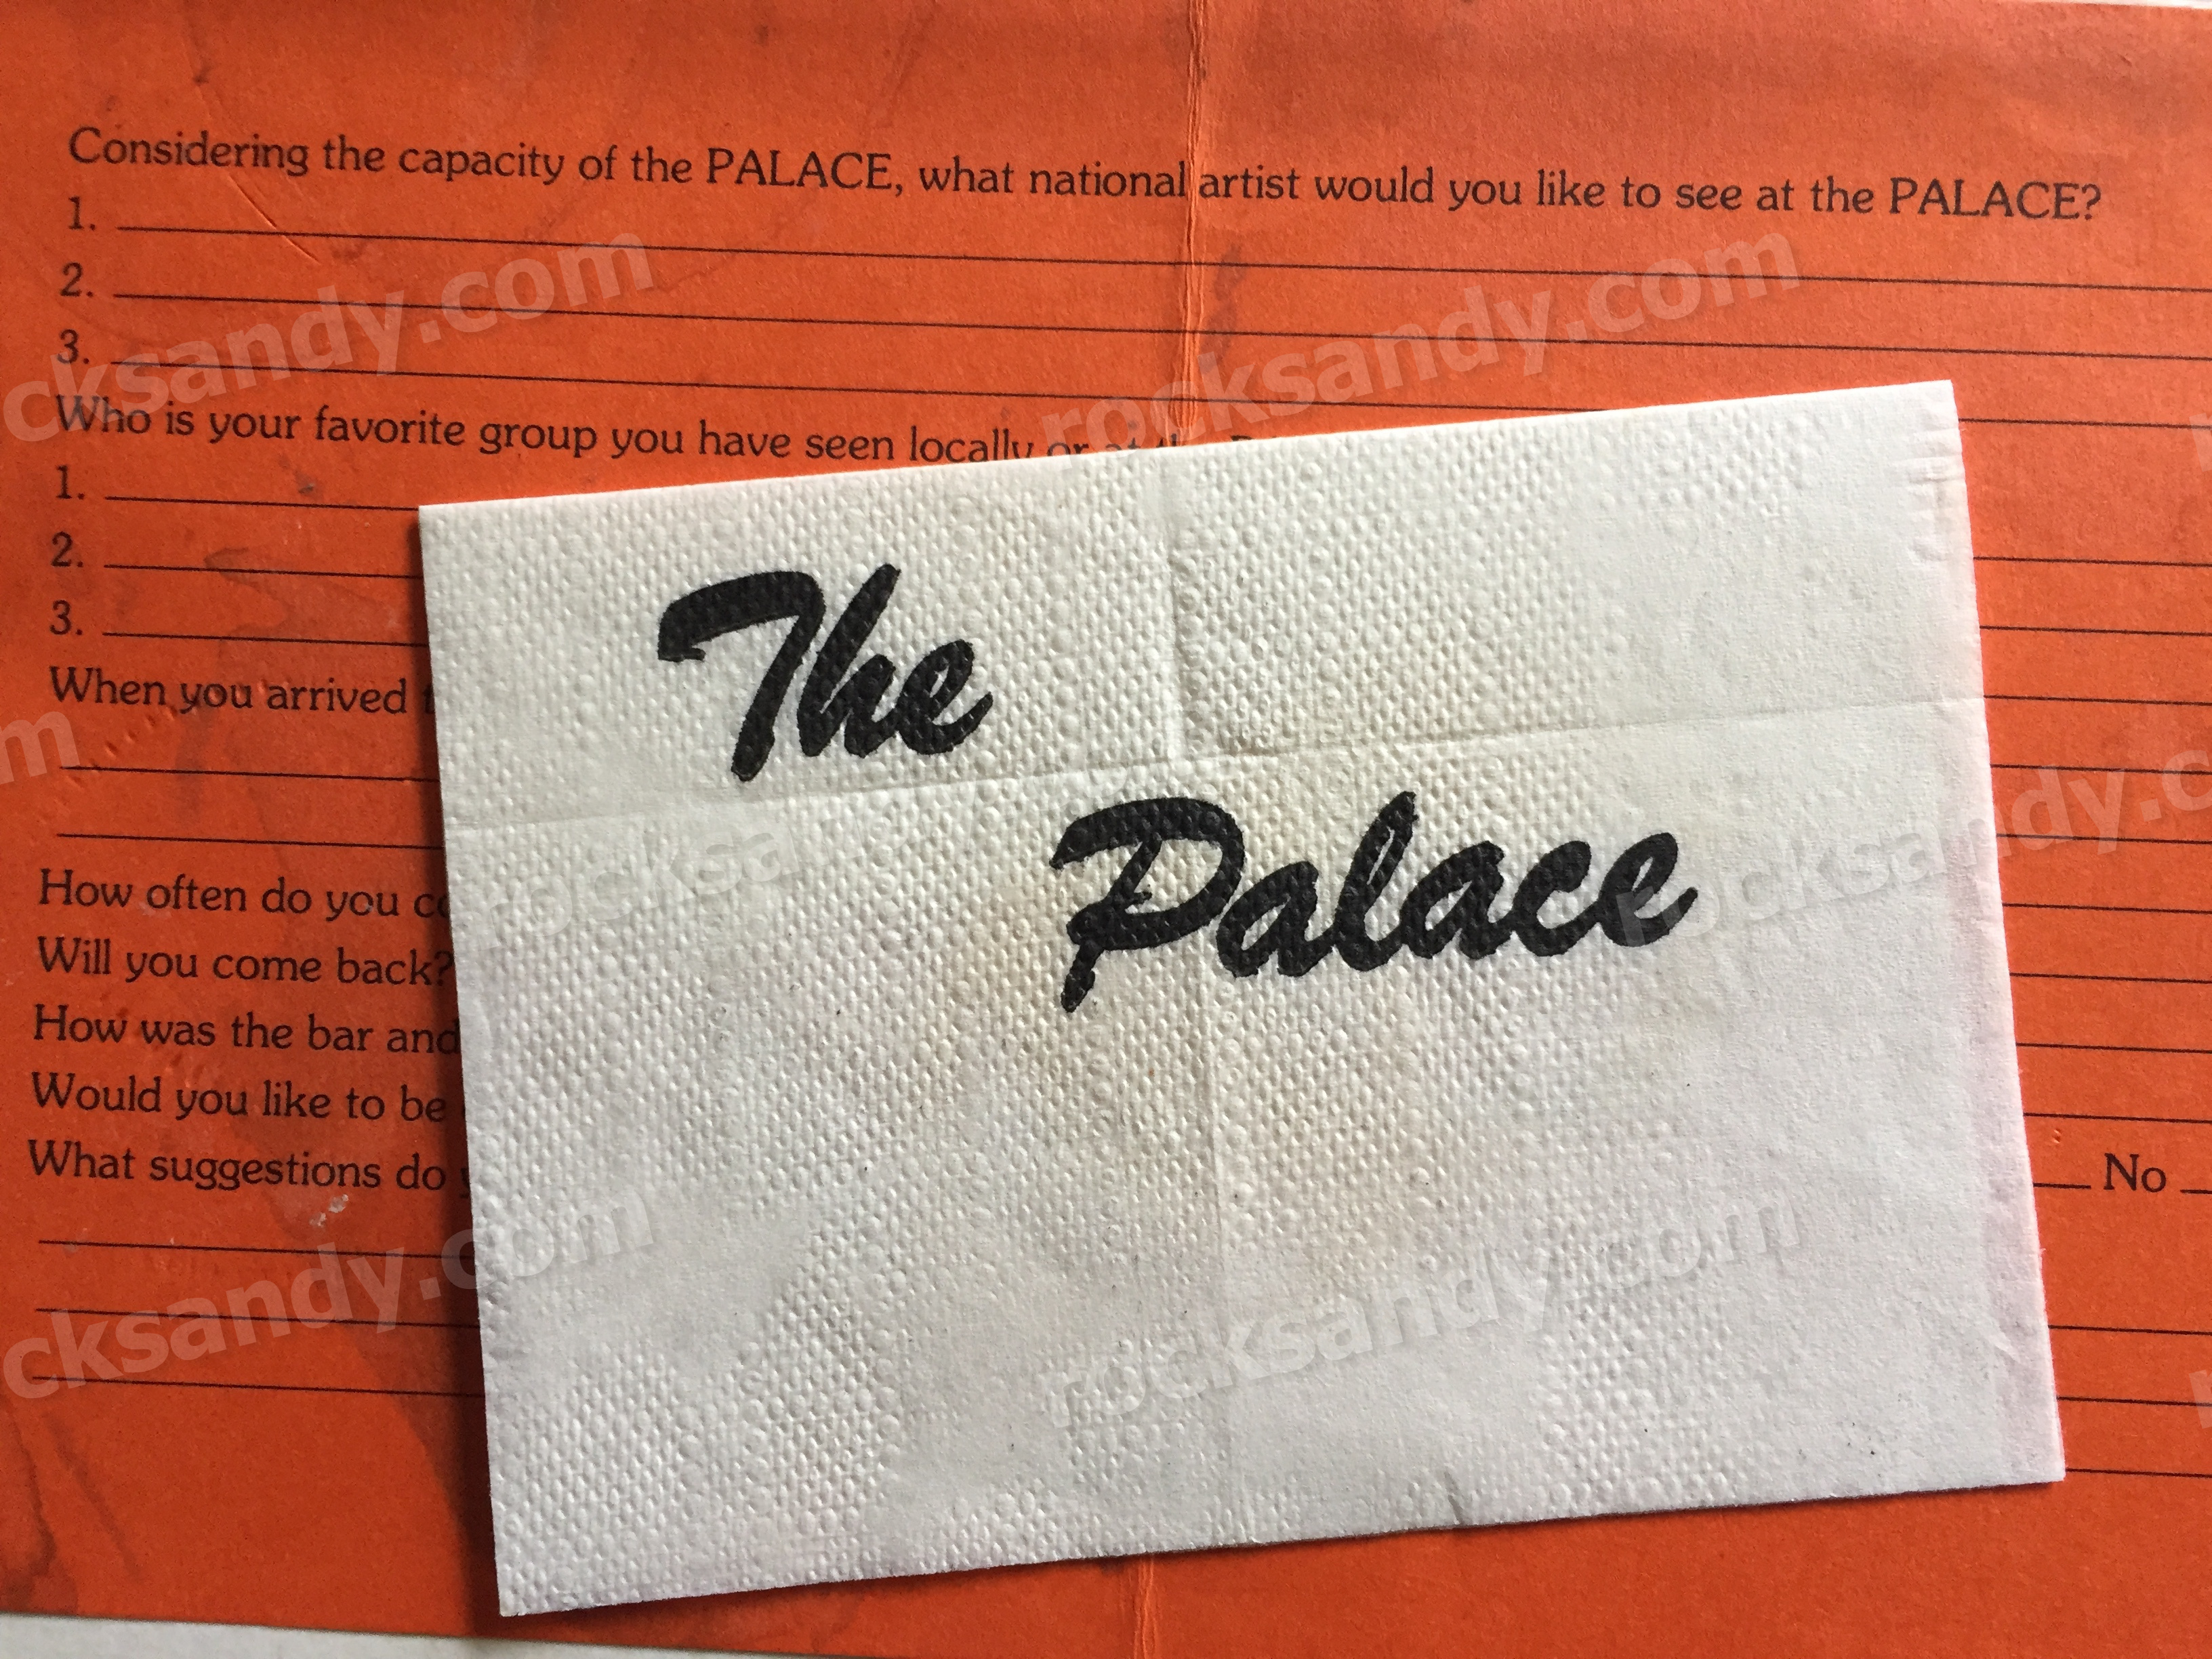 Considering the capacity of the PALACE, what national artist would you like to see at the PALACE?
1.
2.
3.
Who is your favorite group you have seen locally or at the
1.
2.
3.
When you arrived
How often do you
Will you come back?
How was the bar and
Would you like to be
What suggestions do
No
The
Palace
rocksandy.com